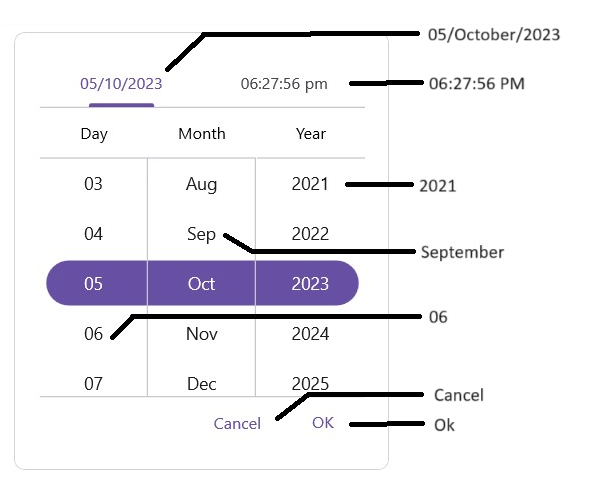 05/October/2023
05/10/2023 06:27:56 pm 06:27:56 PM
Day Month Year
03 Aug 2021 2021
04 Sep 2022
September
05 Oct 2023
06
06 Nov 2024
07 Dec 2025
Cancel
Cancel OK Ok